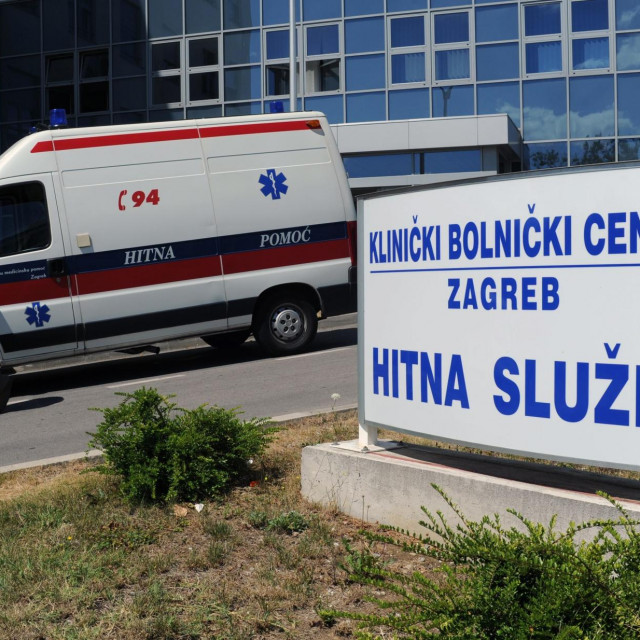 94
HITNA POMOĆ
KLINIČKI BOLNIČKI CEN
ZAGREB
HITNA SLUŽ